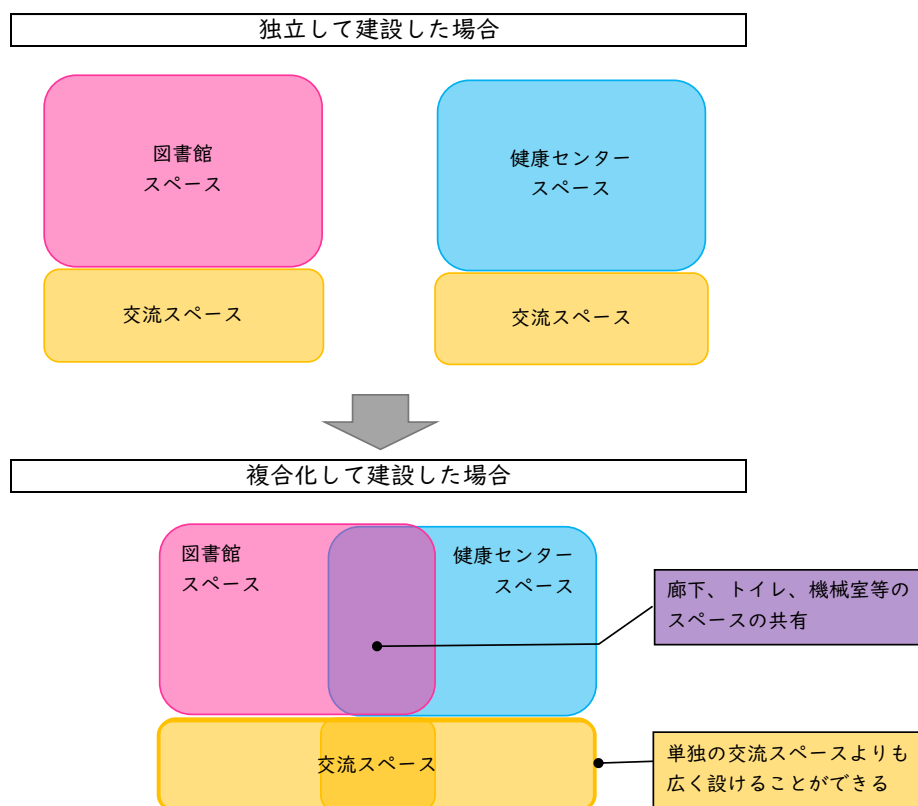 独立して建設した場合
図書館
スペース
健康センター
スペース
交流スペース
交流スペース
複合化して建設した場合
図書館
スペース
健康センター
スペース
廊下、トイレ、機械室等の
スペースの共有
交流スペース
単独の交流スペースよりも
広く設けることができる